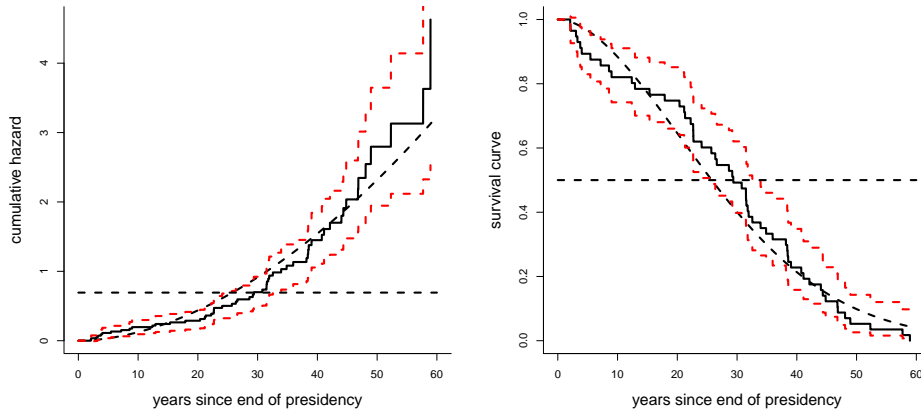 cumulative hazard
4
3
2
1
0
0 10 20 30 40 50 60
years since end of presidency
survival curve
1.0
0.8
0.6
0.4
0.2
0.0
0 10 20 30 40 50 60
years since end of presidency